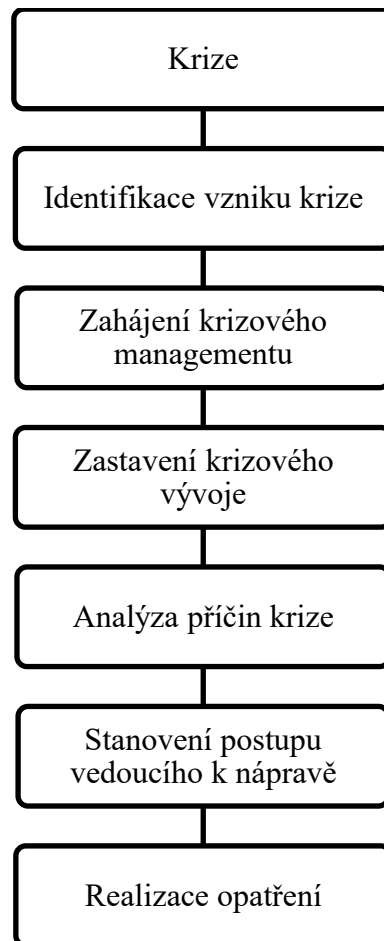 Krize
Identifikace vzniku krize
Zahájení krizového
managementu
Zastavení krizového
vývoje
Analýza příčin krize
Stanovení postupu
vedoucího k nápravě
Realizace opatření